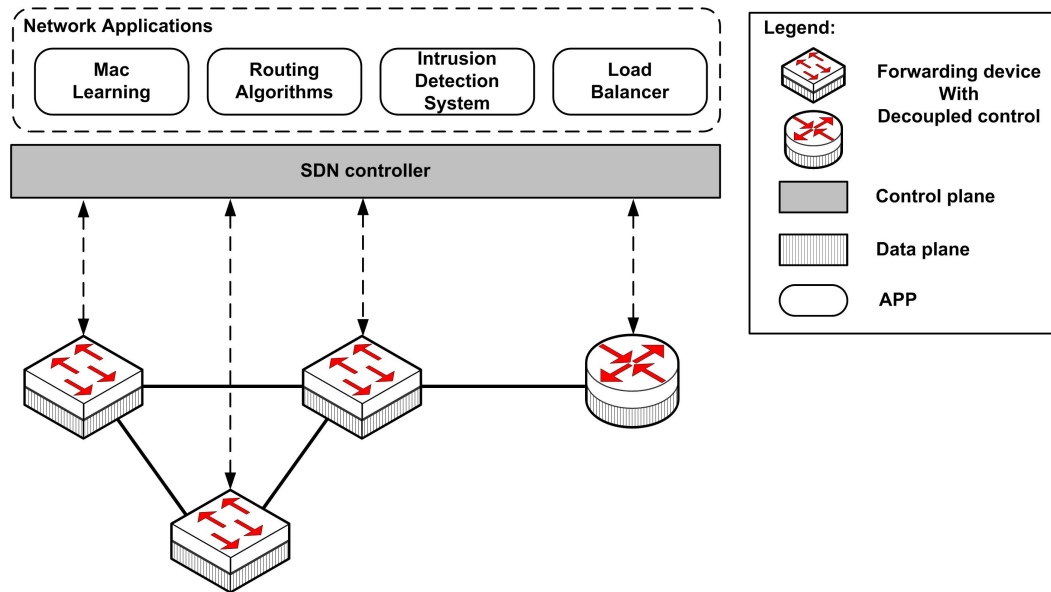 Network Applications
Mac
Learning
Routing
Algorithms
Intrusion
Detection
System
Load
Balancer
SDN controller
Legend:
Forwarding device
With
Decoupled control
Control plane
Data plane
APP